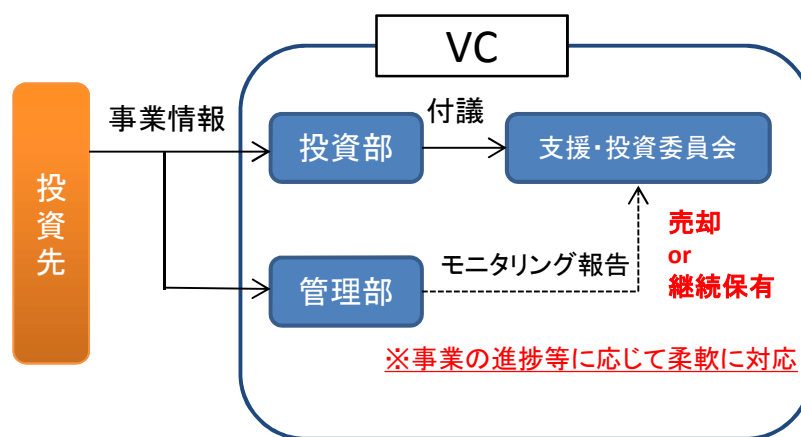 VC
事業情報
付議
投資部
支援・投資委員会
投資先
売却
or
継続保有
モニタリング報告
管理部
※事業の進捗等に応じて柔軟に対応